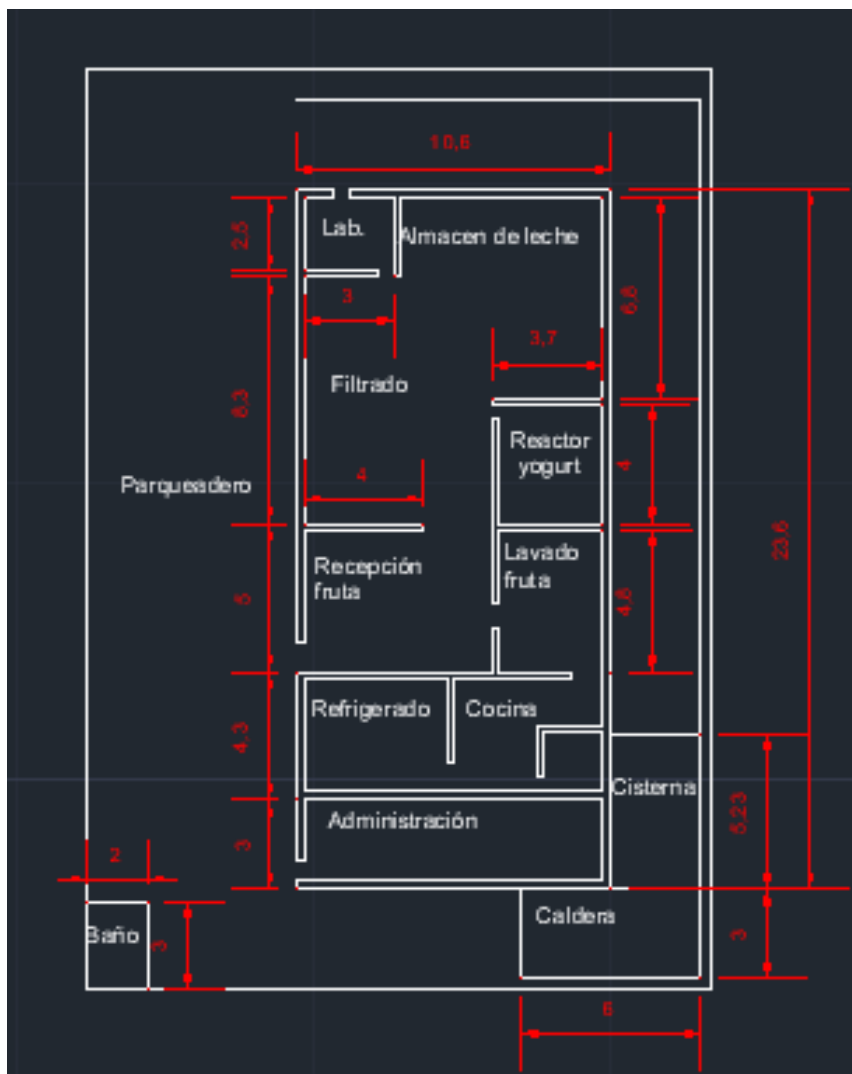 10,6
Lab.
Almacen de leche
2,5
3
6,8
3,7
Filtrado
8,3
Reactor
yogurt
4
4
Parqueadero
23,6
Recepción
fruta
Lavado
fruta
5
4,8
Refrigerado
Cocina
4,3
Cisterna
5,23
Administración
3
2
Baño
3
Caldera
3
6